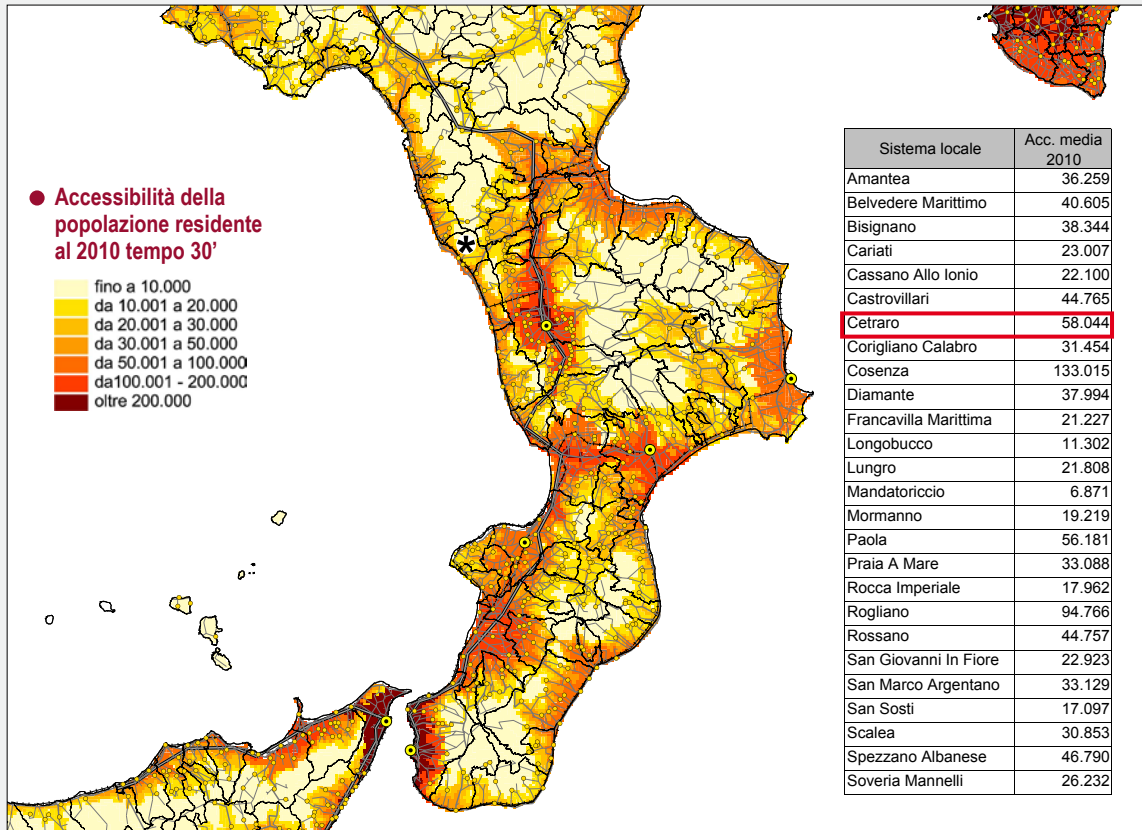 ● Accessibilità della
popolazione residente
al 2010 tempo 30’
fino a 10.000
da 10.001 a 20.000
da 20.001 a 30.000
da 30.001 a 50.000
da 50.001 a 100.000
da100.001 - 200.000
oltre 200.000
*
Sistema locale Acc. media 2010
Amantea 36.259
Belvedere Marittimo 40.605
Bisignano 38.344
Cariati 23.007
Cassano Allo Ionio 22.100
Castrovillari 44.765
Cetraro 58.044
Corigliano Calabro 31.454
Cosenza 133.015
Diamante 37.994
Francavilla Marittima 21.227
Longobucco 11.302
Lungro 21.808
Mandatoriccio 6.871
Mormanno 19.219
Paola 56.181
Praia A Mare 33.088
Rocca Imperiale 17.962
Rogliano 94.766
Rossano 44.757
San Giovanni In Fiore 22.923
San Marco Argentano 33.129
San Sosti 17.097
Scalea 30.853
Spezzano Albanese 46.790
Soveria Mannelli 26.232